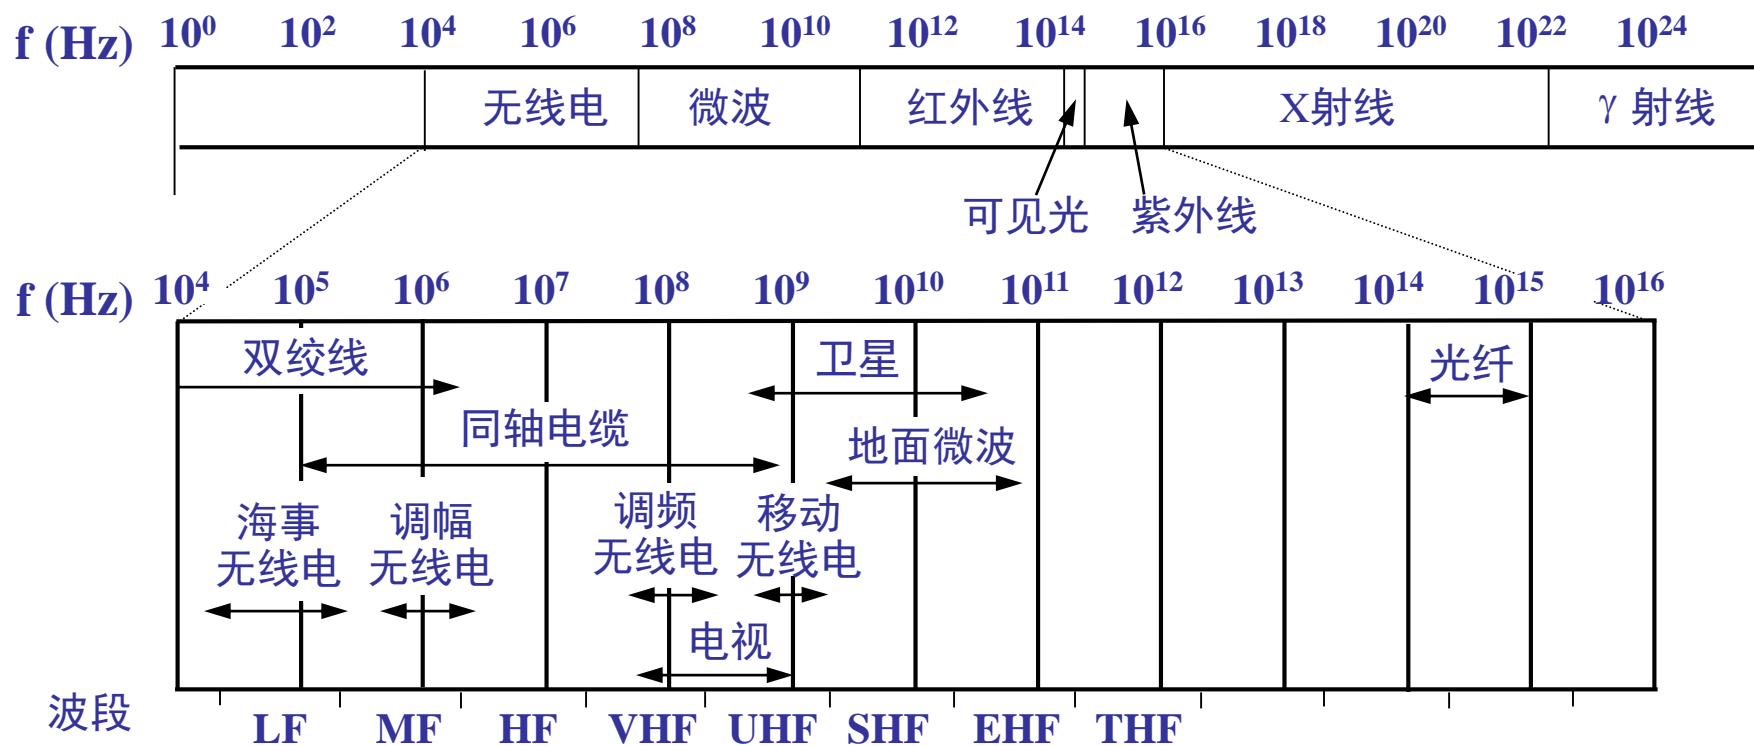 f (Hz) 10⁰ 10² 10⁴ 10⁶ 10⁸ 10¹⁰ 10¹² 10¹⁴ 10¹⁶ 10¹⁸ 10²⁰ 10²² 10²⁴
无线电 微波 红外线 X射线 γ 射线
可见光 紫外线
f (Hz) 10⁴ 10⁵ 10⁶ 10⁷ 10⁸ 10⁹ 10¹⁰ 10¹¹ 10¹² 10¹³ 10¹⁴ 10¹⁵ 10¹⁶
双绞线 卫星 光纤
同轴电缆 地面微波
海事 调幅 调频 移动
无线电 无线电 无线电 无线电
电视
波段 LF MF HF VHF UHF SHF EHF THF